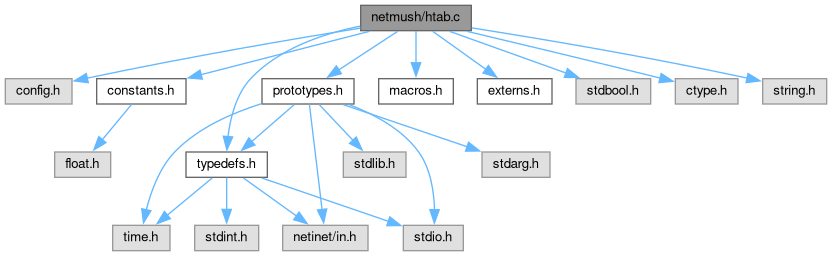 netmush/htab.c
config.h
constants.h
prototypes.h
macros.h
externs.h
stdbool.h
ctype.h
string.h
float.h
typedefs.h
stdlib.h
stdarg.h
time.h
stdint.h
netinet/in.h
stdio.h